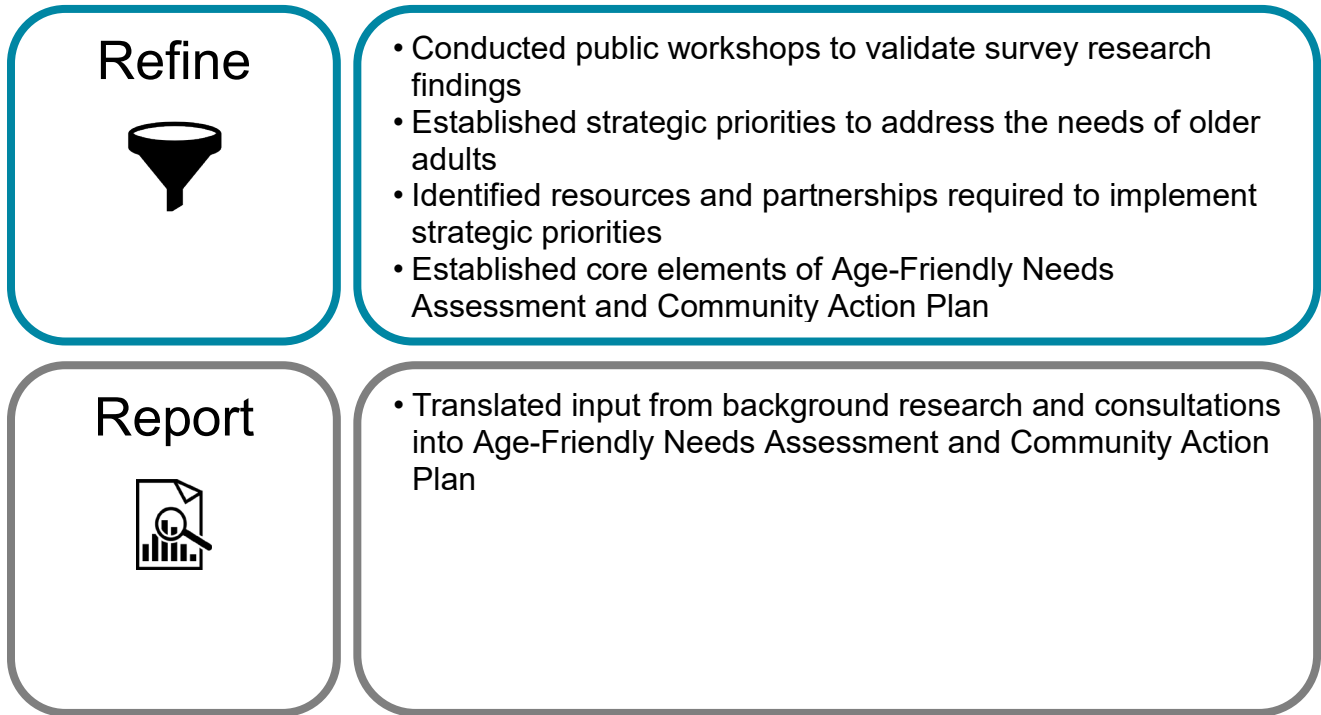 Refine
• Conducted public workshops to validate survey research
findings
• Established strategic priorities to address the needs of older
adults
• Identified resources and partnerships required to implement
strategic priorities
• Established core elements of Age-Friendly Needs
Assessment and Community Action Plan
Report
• Translated input from background research and consultations
into Age-Friendly Needs Assessment and Community Action
Plan